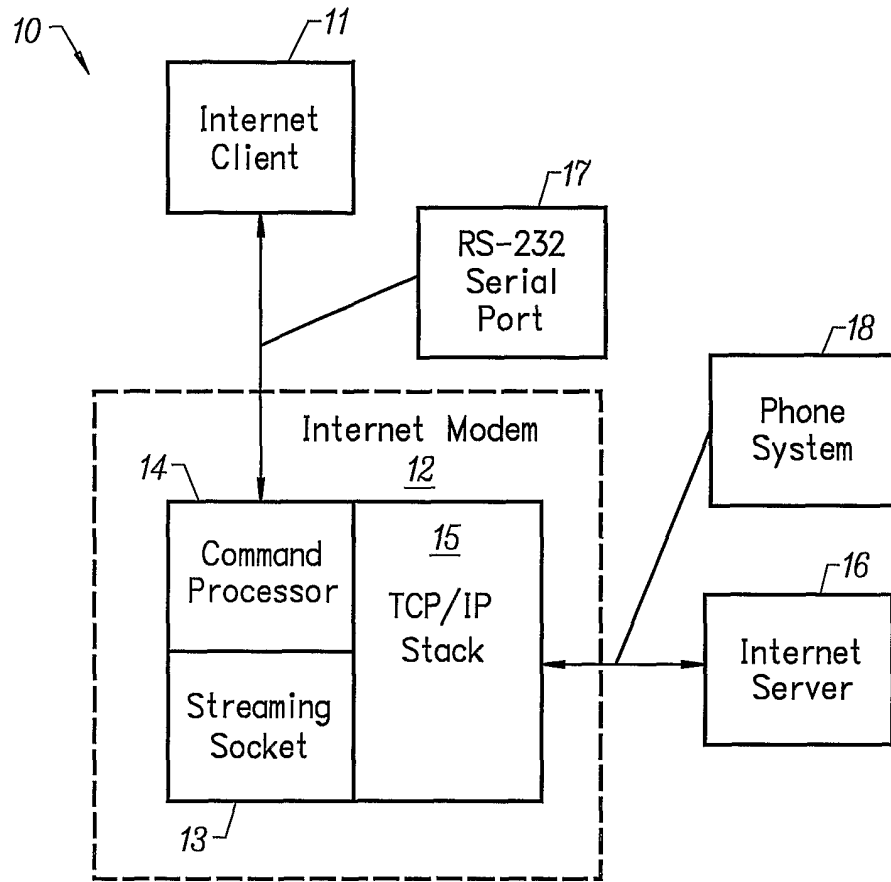 10
11
Internet
Client
17
RS-232
Serial
Port
18
Phone
System
Internet Modem
12
14
Command
Processor
15
TCP/IP
Stack
16
Internet
Server
Streaming
Socket
13